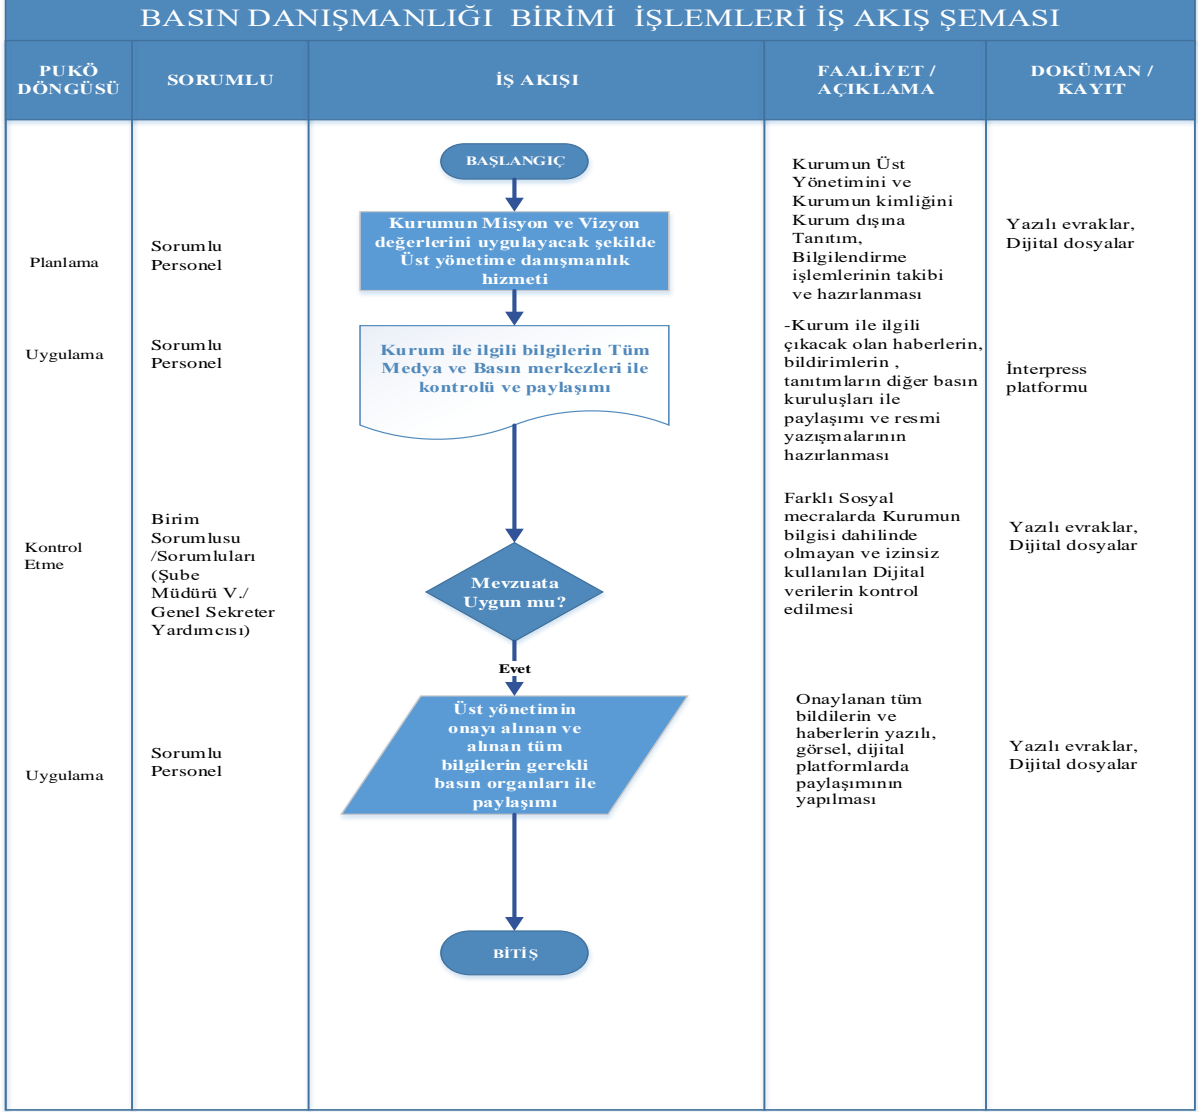 BASIN DANIŞMANLIĞI BİRİMİ İŞLEMLERİ İŞ AKIŞ ŞEMASI
PUKÖ
DÖNGÜSÜ
SORUMLU
İŞ AKIŞI
FAALİYET /
AÇIKLAMA
DOKÜMAN /
KAYIT
BAŞLANGIÇ
Planlama
Sorumlu
Personel
Kurumun Misyon ve Vizyon
değerlerini uygulayacak şekilde
Üst yönetime danışmanlık
hizmeti
Kurumun Üst
Yönetimini ve
Kurumun kimliğini
Kurum dışına
Tanıtım,
Bilgilendirme
işlemlerinin takibi
ve hazırlanması
Yazılı evraklar,
Dijital dosyalar
Uygulama
Sorumlu
Personel
Kurum ile ilgili bilgilerin Tüm
Medya ve Basın merkezleri ile
kontrolü ve paylaşımı
-Kurum ile ilgili
çıkacak olan haberlerin,
bildirimlerin ,
tanıtımların diğer basın
kuruluşları ile
paylaşımı ve resmi
yazışmalarının
hazırlanması
İnterpress
platformu
Kontrol
Etme
Birim
Sorumlusu
/Sorumluları
(Şube
Müdürü V./
Genel Sekreter
Yardımcısı)
Mevzuata
Uygun mu?
Evet
Farklı Sosyal
mecralarda Kurumun
bilgisi dahilinde
olmayan ve izinsiz
kullanılan Dijital
verilerin kontrol
edilmesi
Yazılı evraklar,
Dijital dosyalar
Uygulama
Sorumlu
Personel
Üst yönetimin
onayı alınan ve
alınan tüm
bilgilerin gerekli
basın organları ile
paylaşımı
Onaylanan tüm
bildilerin ve
haberlerin yazılı,
görsel, dijital
platformlarda
paylaşımının
yapılması
Yazılı evraklar,
Dijital dosyalar
BİTİŞ